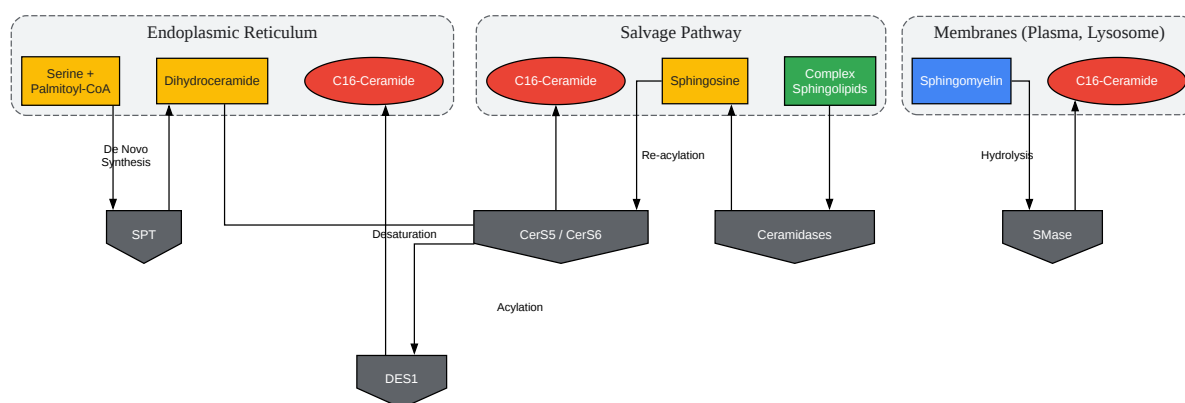 Endoplasmic Reticulum
Salvage Pathway
Membranes (Plasma, Lysosome)
Serine +
Palmitoyl-CoA
Dihydroceramide
C16-Ceramide
C16-Ceramide
Sphingosine
Complex
Sphingolipids
Sphingomyelin
C16-Ceramide
De Novo
Synthesis
Re-acylation
Hydrolysis
SPT
Desaturation
CerS5 / CerS6
Ceramidases
SMase
Acylation
DES1